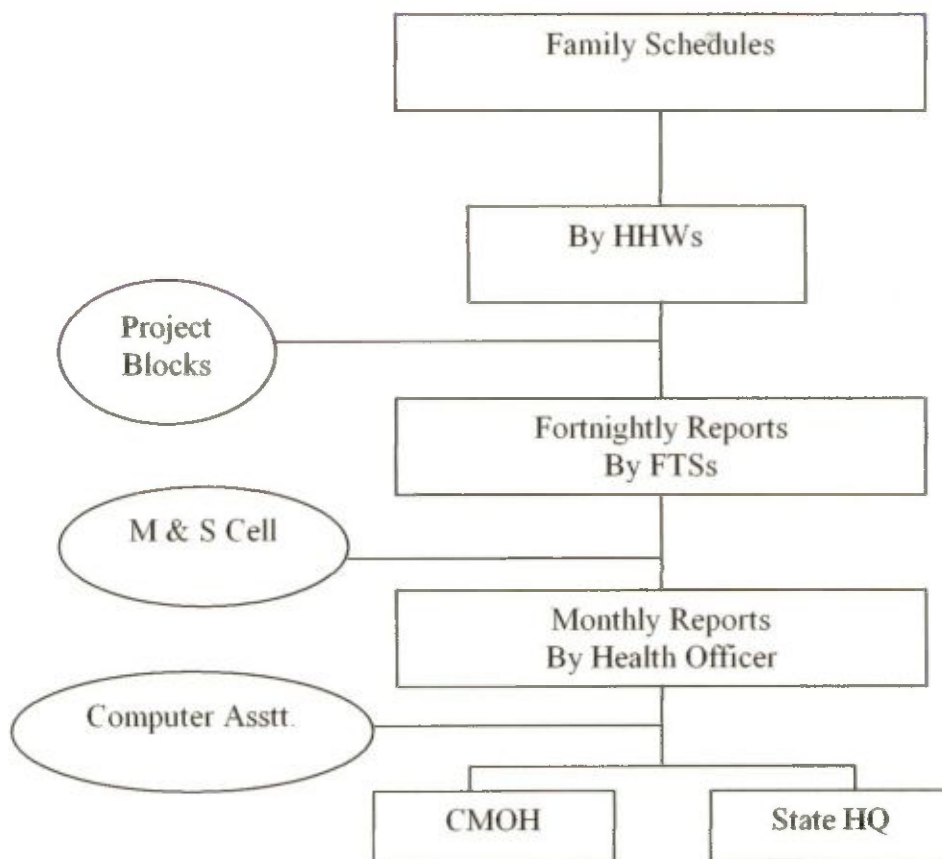 Family Schedules
By HHWs
Project
Blocks
Fortnightly Reports
By FTSs
M & S Cell
Monthly Reports
By Health Officer
Computer Asstt.
CMOH
State HQ